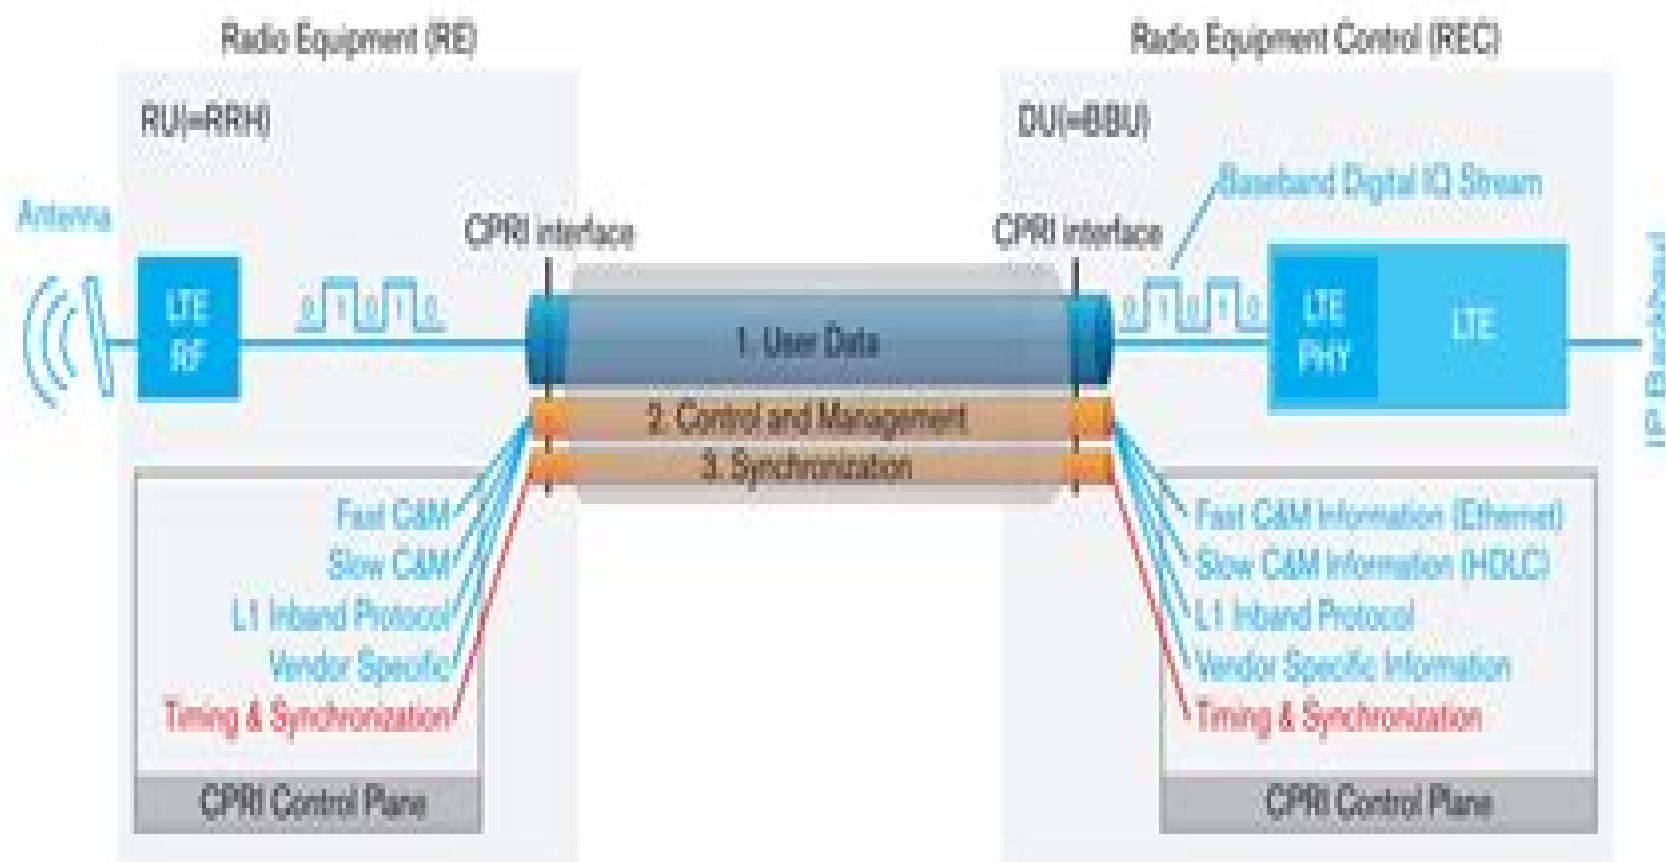 Radio Equipment (RE)
Radio Equipment Control (REC)
RU(=RRH)
DU(=BBU)
Baseband Digital IQ Stream
Antenna
CPRI interface
CPRI interface
LTE
RF
0 1 0 1 0
1. User Data
0 1 0 1 0
LTE
PHY
LTE
IP Backhaul
2. Control and Management
3. Synchronization
Fast C&M
Slow C&M
L1 Inband Protocol
Vendor Specific
Timing & Synchronization
CPRI Control Plane
Fast C&M Information (Ethernet)
Slow C&M Information (HDLC)
L1 Inband Protocol
Vendor Specific Information
Timing & Synchronization
CPRI Control Plane